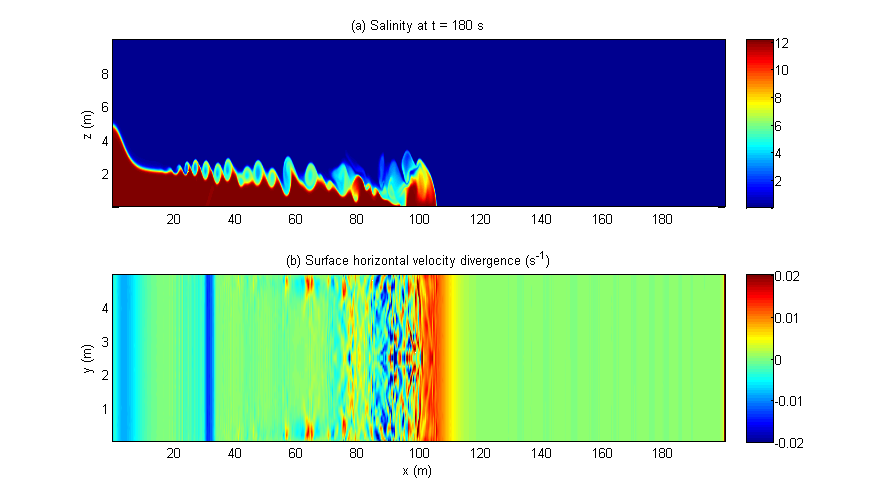 (a) Salinity at t = 180 s
z (m)
8
6
4
2
20 40 60 80 100 120 140 160 180
12
10
8
6
4
2
(b) Surface horizontal velocity divergence (s⁻¹)
y (m)
4
3
2
1
20 40 60 80 100 120 140 160 180
x (m)
0.02
0.01
0
-0.01
-0.02